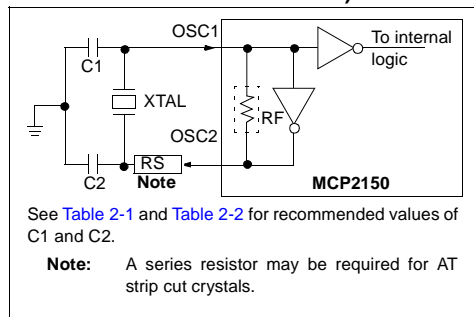 OSC1
To internal
logic
C1
XTAL
RF
OSC2
RS
C2
Note
MCP2150
See Table 2-1 and Table 2-2 for recommended values of
C1 and C2.
Note: A series resistor may be required for AT
strip cut crystals.